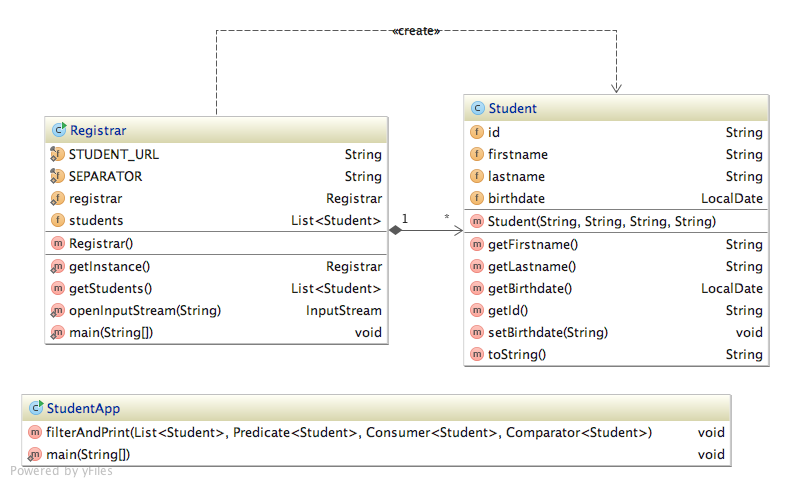 «create»
Registrar
STUDENT_URL String
SEPARATOR String
registrar Registrar
students List<Student>
Registrar()
getInstance() Registrar
getStudents() List<Student>
openInputStream(String) InputStream
main(String[]) void
1 *
Student
id String
firstname String
lastname String
birthdate LocalDate
Student(String, String, String, String)
getFirstname() String
getLastname() String
getBirthdate() LocalDate
getId() String
setBirthdate(String) void
toString() String
StudentApp
filterAndPrint(List<Student>, Predicate<Student>, Consumer<Student>, Comparator<Student>) void
main(String[]) void
Powered by yFiles